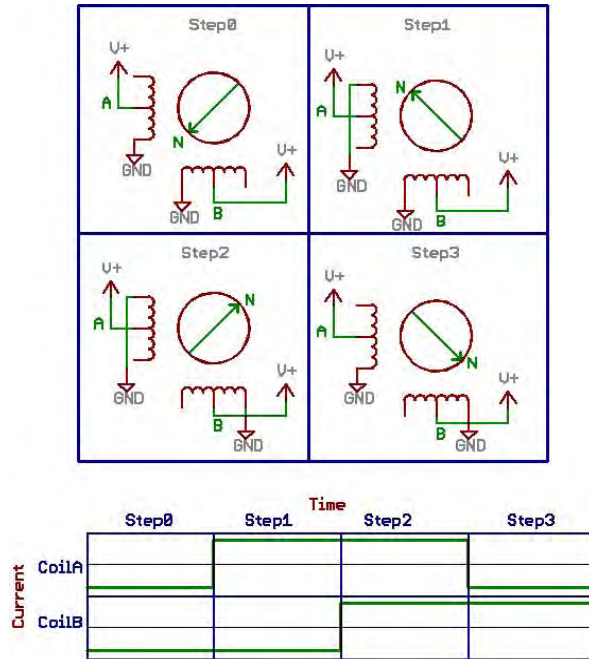 Step0
V+
A
N
V+
GND
GND
B
Step1
V+
A
N
V+
GND
GND
B
Step2
V+
A
N
V+
GND
B
GND
Step3
V+
A
N
V+
GND
B
GND
Time
Step0 Step1 Step2 Step3
Current
CoilA
CoilB